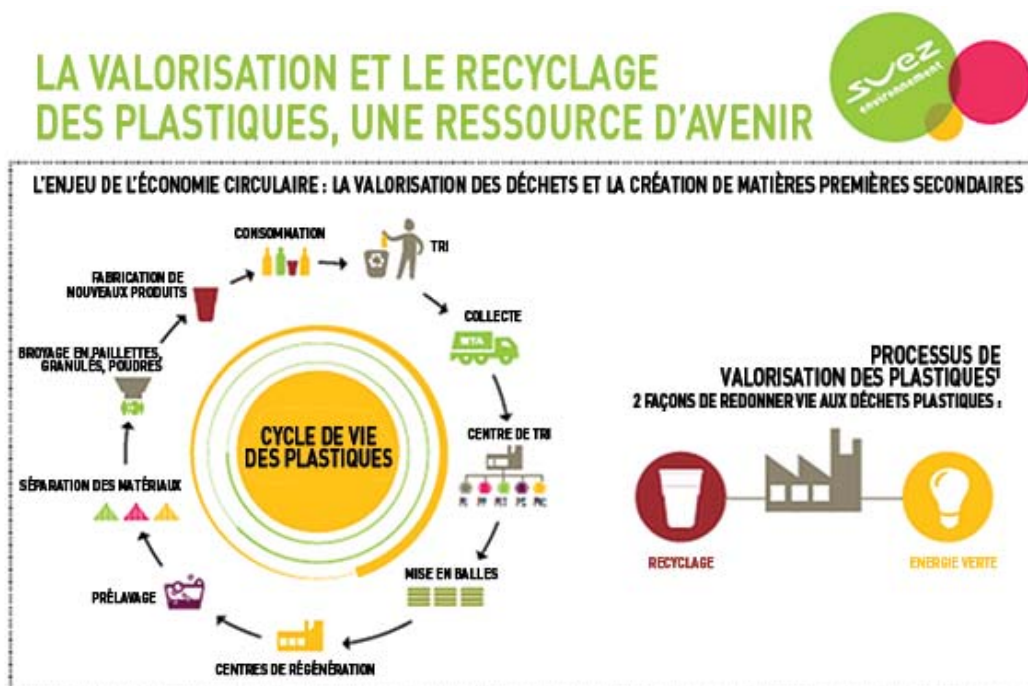 LA VALORISATION ET LE RECYCLAGE
DES PLASTIQUES, UNE RESSOURCE D'AVENIR
suez
environnement
L'ENJEU DE L'ÉCONOMIE CIRCULAIRE : LA VALORISATION DES DÉCHETS ET LA CRÉATION DE MATIÈRES PREMIÈRES SECONDAIRES
CONSOMMATION
TRI
COLLECTE
CENTRE DE TRI
PP
PET
PS
PVC
MISE EN BALLES
CENTRES DE RÉGÉNÉRATION
PRÉLAVAGE
SÉPARATION DES MATÉRIAUX
BROYAGE EN PAILLETTES,
GRANULÉS, POUDRES
FABRICATION DE
NOUVEAUX PRODUITS
CYCLE DE VIE
DES PLASTIQUES
PROCESSUS DE
VALORISATION DES PLASTIQUES¹
2 FAÇONS DE REDONNER VIE AUX DÉCHETS PLASTIQUES :
RECYCLAGE
ENERGIE VERTE